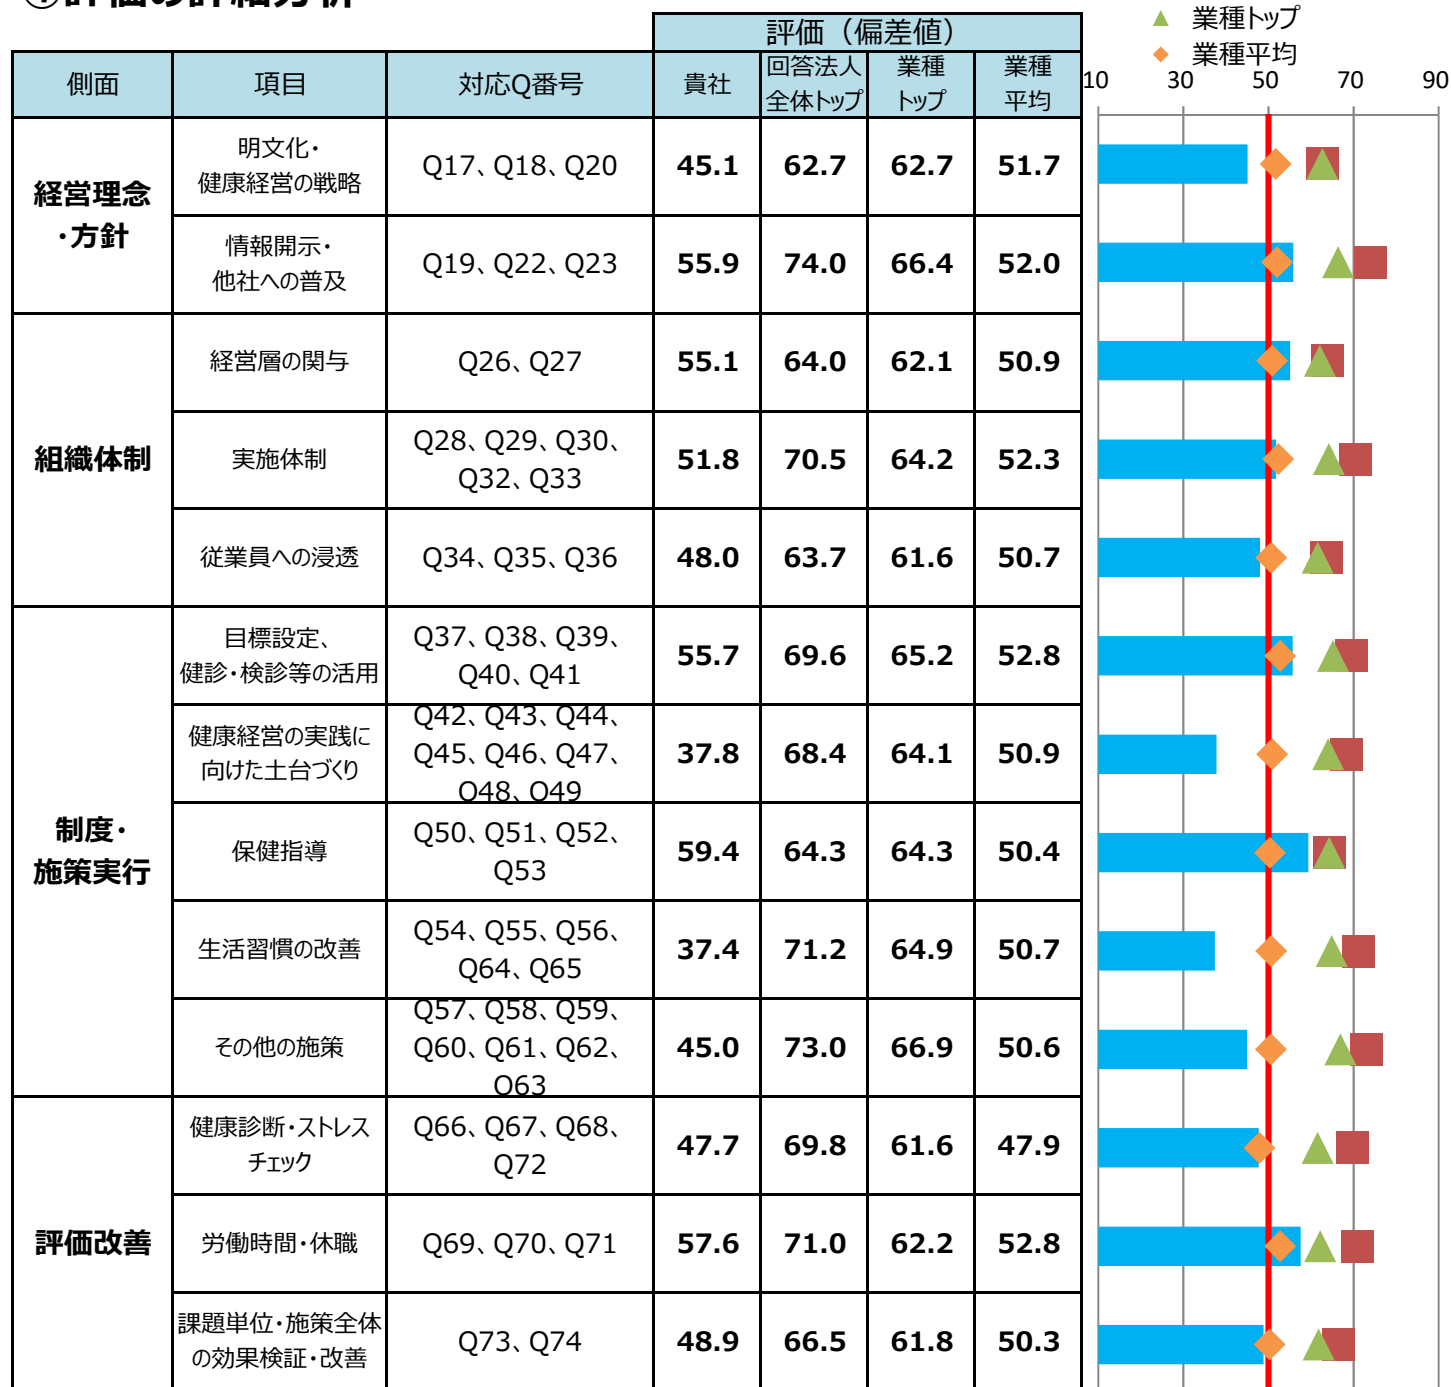 ①評価の詳細分析
▲ 業種トップ
◆ 業種平均
評価（偏差値）
側面 項目 対応Q番号 貴社 回答法人 業種 業種
全体トップ トップ 平均
10 30 50 70 90
経営理念
・方針
明文化・
健康経営の戦略
Q17、Q18、Q20 45.1 62.7 62.7 51.7
情報開示・
他社への普及
Q19、Q22、Q23 55.9 74.0 66.4 52.0
組織体制
経営層の関与 Q26、Q27 55.1 64.0 62.1 50.9
実施体制
Q28、Q29、Q30、
Q32、Q33
51.8 70.5 64.2 52.3
従業員への浸透 Q34、Q35、Q36 48.0 63.7 61.6 50.7
制度・
施策実行
目標設定、
健診・検診等の活用
Q37、Q38、Q39、
Q40、Q41
55.7 69.6 65.2 52.8
健康経営の実践に
向けた土台づくり
Q42、Q43、Q44、
Q45、Q46、Q47、
Q48、Q49
37.8 68.4 64.1 50.9
保健指導
Q50、Q51、Q52、
Q53
59.4 64.3 64.3 50.4
生活習慣の改善
Q54、Q55、Q56、
Q64、Q65
37.4 71.2 64.9 50.7
その他の施策
Q57、Q58、Q59、
Q60、Q61、Q62、
Q63
45.0 73.0 66.9 50.6
評価改善
健康診断・ストレス
チェック
Q66、Q67、Q68、
Q72
47.7 69.8 61.6 47.9
労働時間・休職 Q69、Q70、Q71 57.6 71.0 62.2 52.8
課題単位・施策全体
の効果検証・改善
Q73、Q74 48.9 66.5 61.8 50.3